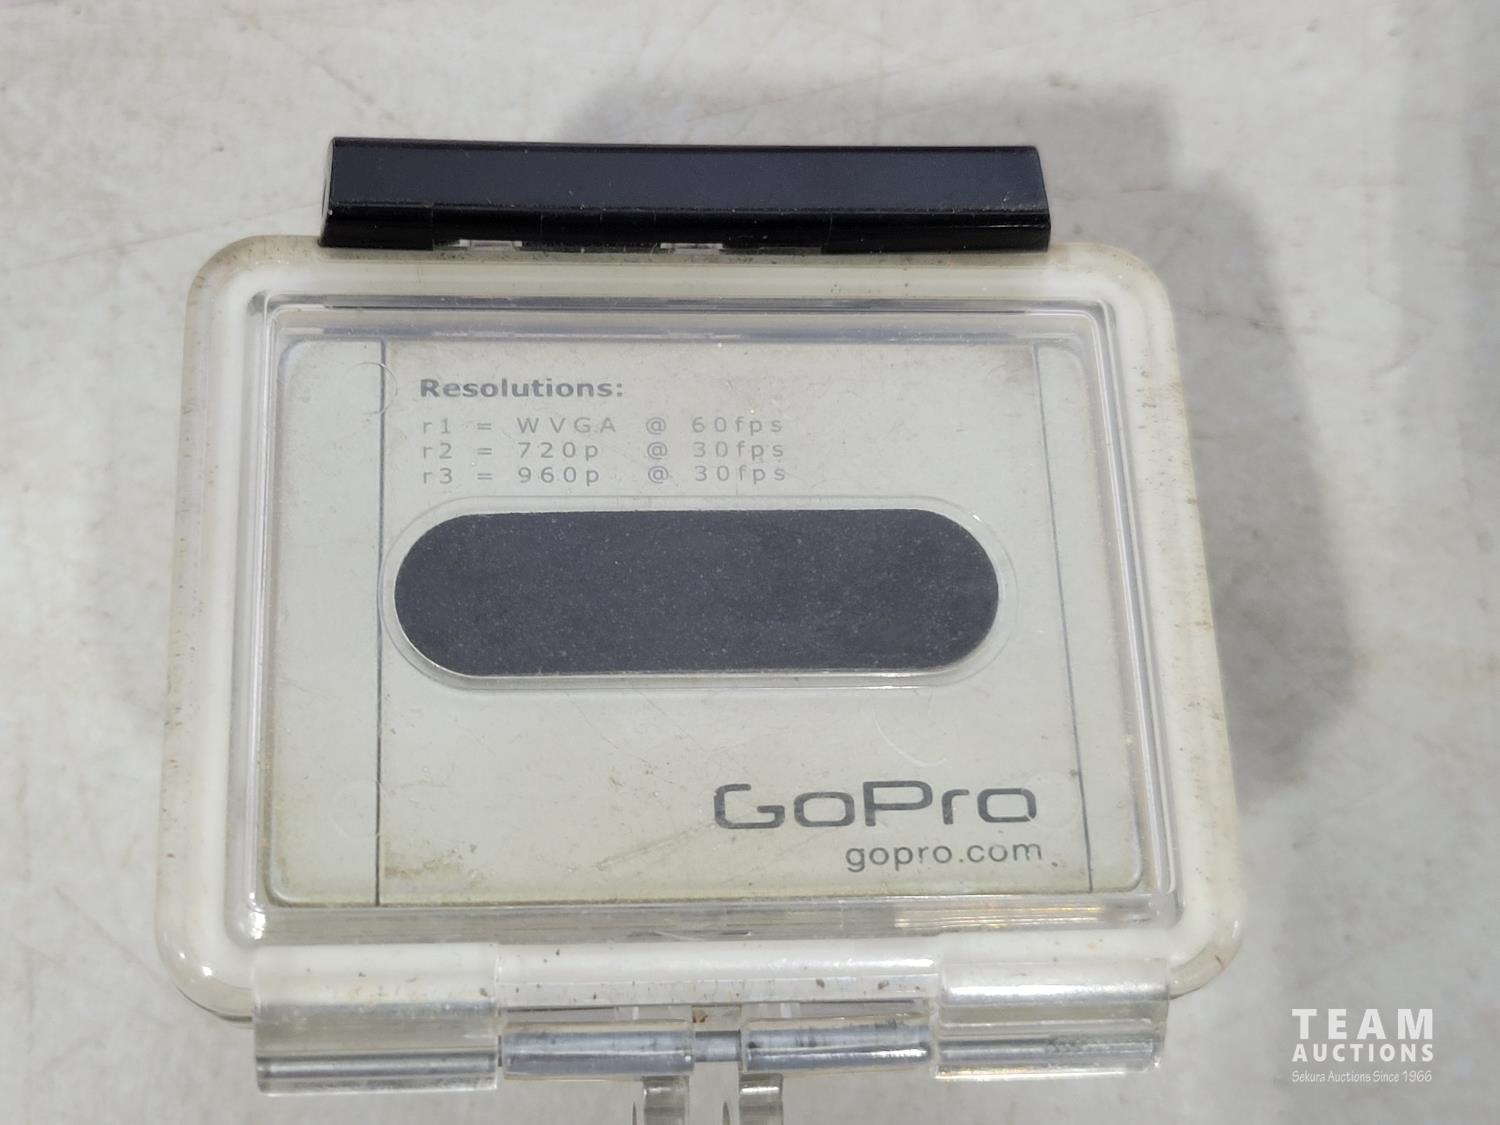 Resolutions:
r1 = WVGA @ 60fps
r2 = 720p @ 30fps
r3 = 960p @ 30fps
GoPro
gopro.com
TEAM
AUCTIONS
Sekura Auctions Since 1966